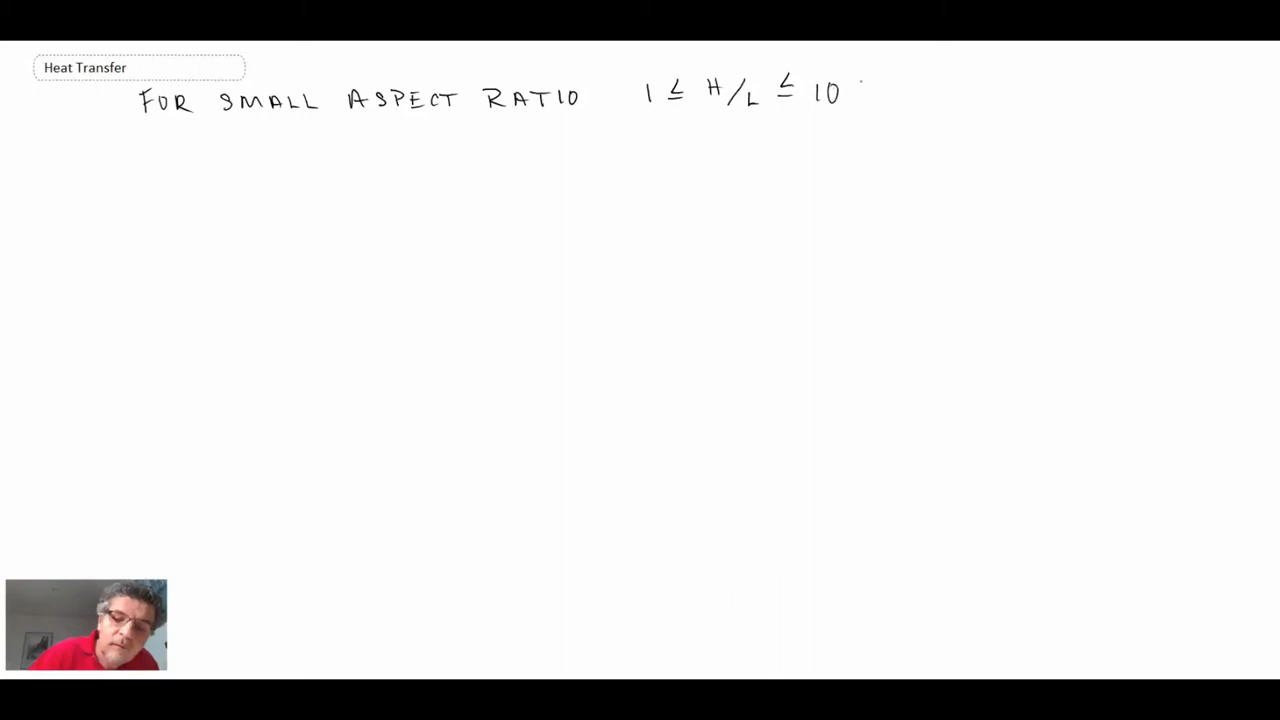 Heat Transfer
FOR SMALL ASPECT RATIO 1 ≤ H/L ≤ 10